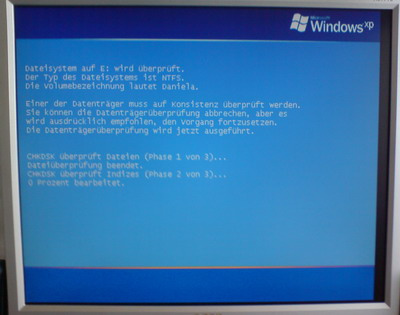 Microsoft
Windows xp
Dateisystem auf E: wird überprüft.
Der Typ des Dateisystems ist NTFS.
Die Volumebezeichnung lautet Daniela.
Einer der Datenträger muss auf Konsistenz überprüft werden.
Sie können die Datenträgerüberprüfung abbrechen, aber es
wird ausdrücklich empfohlen, den Vorgang fortzusetzen.
Die Datenträgerüberprüfung wird jetzt ausgeführt.
CHKDSK überprüft Dateien (Phase 1 von 3)...
Dateiüberprüfung beendet.
CHKDSK überprüft Indizes (Phase 2 von 3)...
0 Prozent bearbeitet.